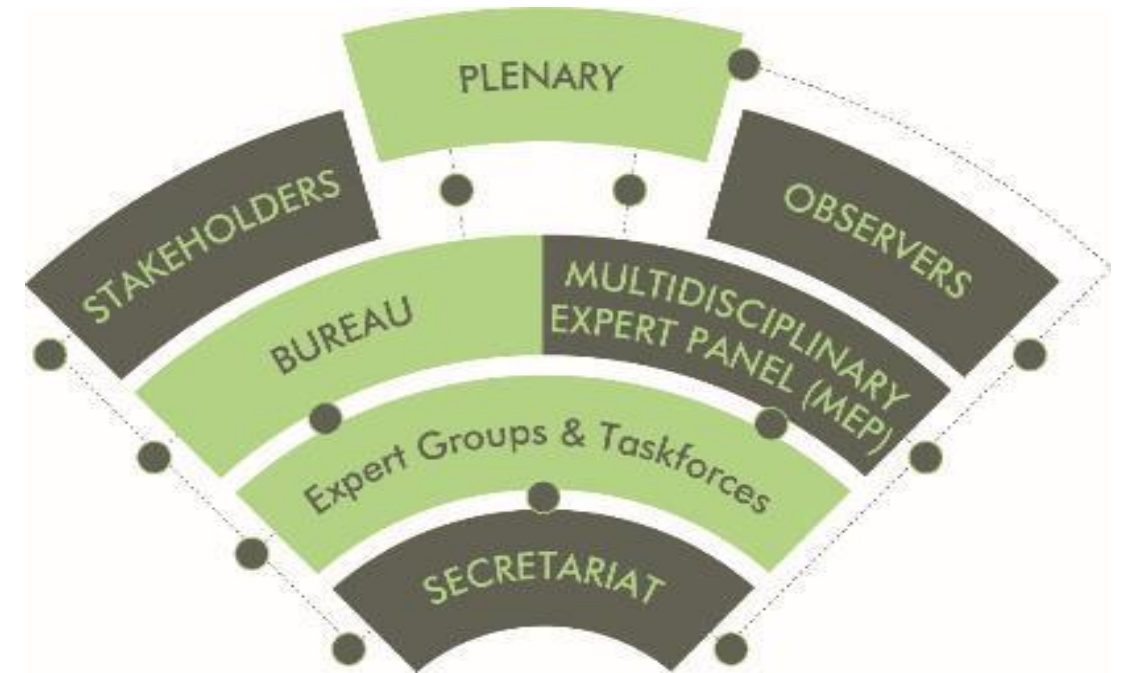 PLENARY
STAKEHOLDERS
OBSERVERS
BUREAU
MULTIDISCIPLINARY
EXPERT PANEL (MEP)
Expert Groups & Taskforces
SECRETARIAT